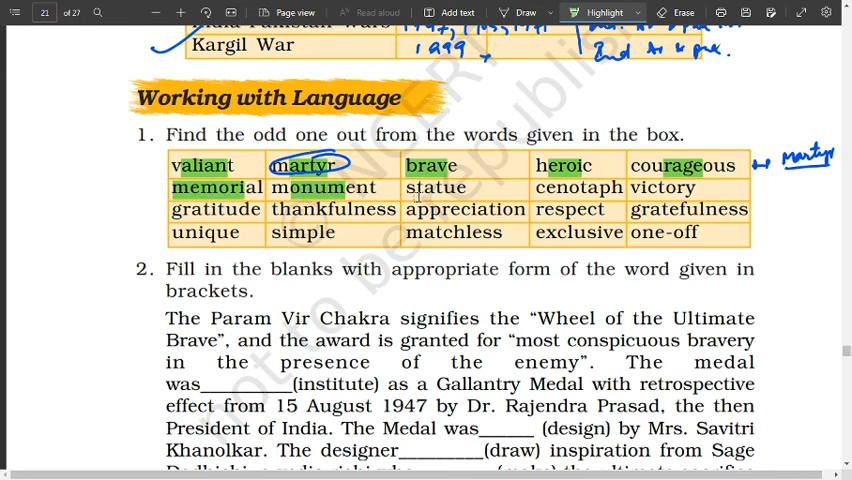 21 of 27
Page view
Read aloud
Add text
Draw
Highlight
Erase
Share
Kargil War
1999
Working with Language
1. Find the odd one out from the words given in the box.
valiant martyr brave heroic courageous martyr
memorial monument statue cenotaph victory
gratitude thankfulness appreciation respect gratefulness
unique simple matchless exclusive one-off
2. Fill in the blanks with appropriate form of the word given in
brackets.
The Param Vir Chakra signifies the “Wheel of the Ultimate
Brave”, and the award is granted for “most conspicuous bravery
in the presence of the enemy”. The medal
was__________(institute) as a Gallantry Medal with retrospective
effect from 15 August 1947 by Dr. Rajendra Prasad, the then
President of India. The Medal was______ (design) by Mrs. Savitri
Khanolkar. The designer_________(draw) inspiration from Sage